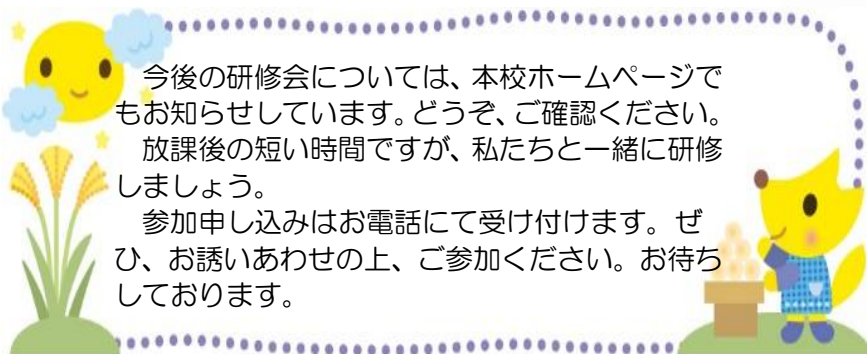 今後の研修会については、本校ホームページで
もお知らせしています。どうぞ、ご確認ください。
　放課後の短い時間ですが、私たちと一緒に研修
しましょう。
　参加申し込みはお電話にて受け付けます。ぜ
ひ、お誘いあわせの上、ご参加ください。お待ち
しております。